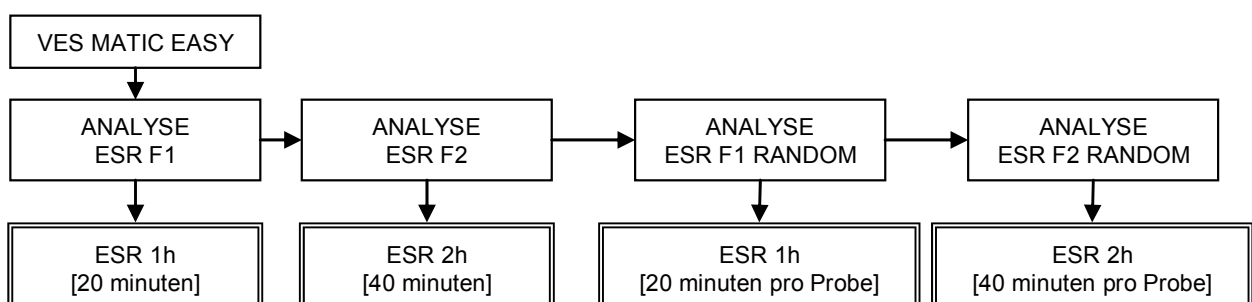 VES MATIC EASY
ANALYSE
ESR F1
ANALYSE
ESR F2
ANALYSE
ESR F1 RANDOM
ANALYSE
ESR F2 RANDOM
ESR 1h
[20 minuten]
ESR 2h
[40 minuten]
ESR 1h
[20 minuten pro Probe]
ESR 2h
[40 minuten pro Probe]